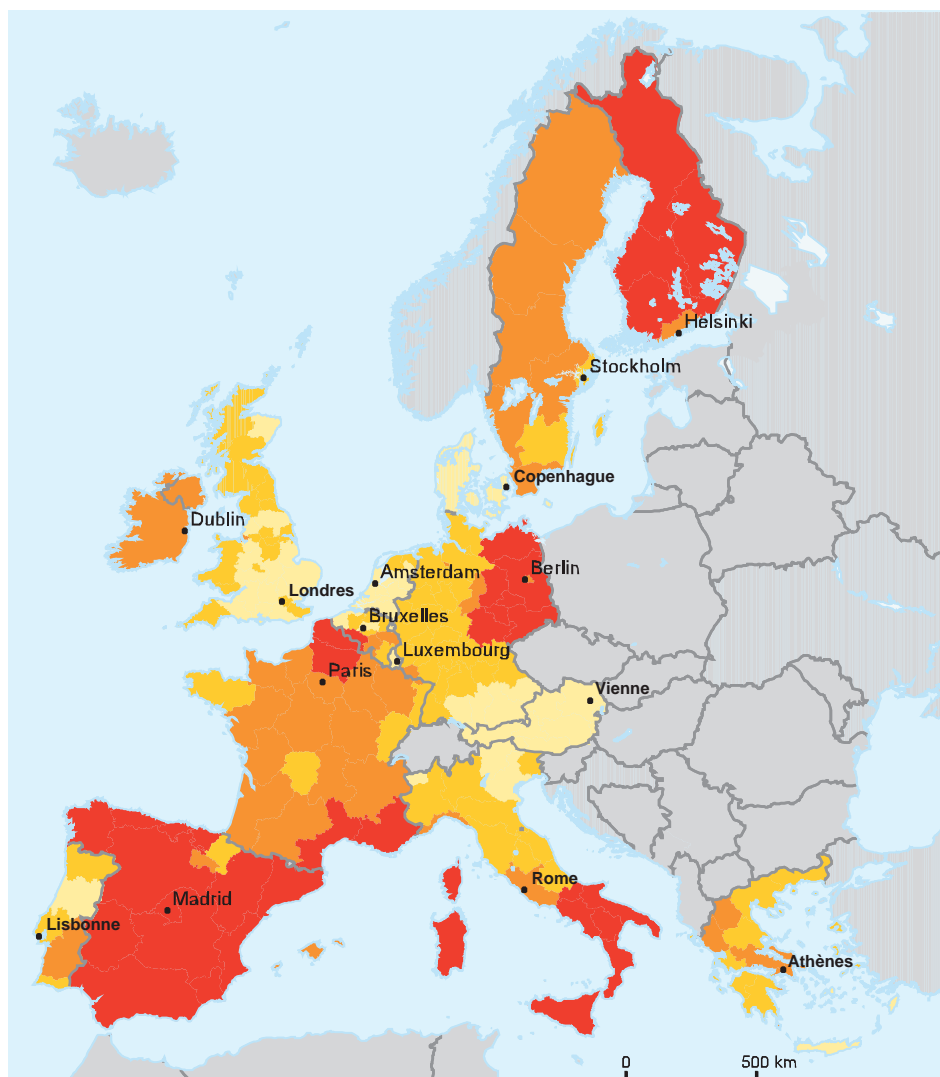 Helsinki
Stockholm
Copenhague
Dublin
Amsterdam
Berlin
Londres
Bruxelles
Luxembourg
Paris
Vienne
Rome
Madrid
Lisbonne
Athènes
0 500 km